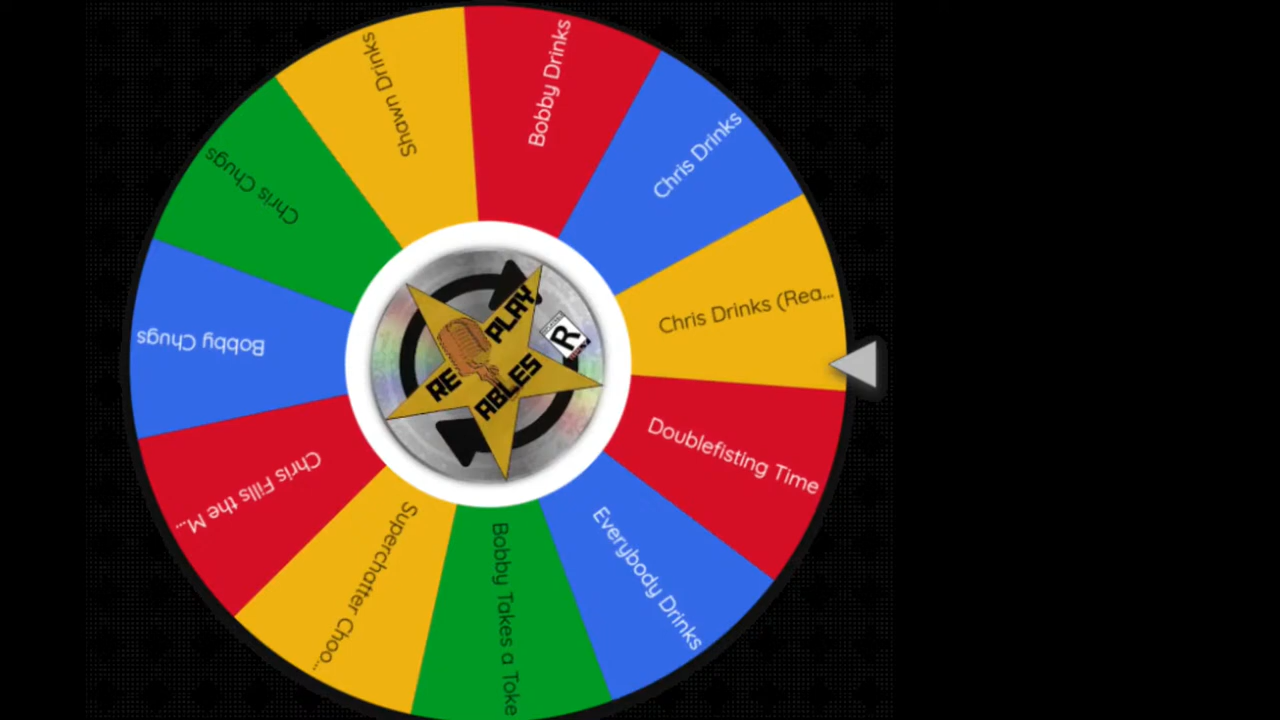 Bobby Drinks
Chris Drinks
Chris Drinks (Rea...
Doublefisting Time
Everybody Drinks
Bobby Takes a Toke
Superchatter Choo...
Chris Fills the M...
Bobby Chugs
Chris Chugs
Shawn Drinks
RE PLAY
ABLES
R